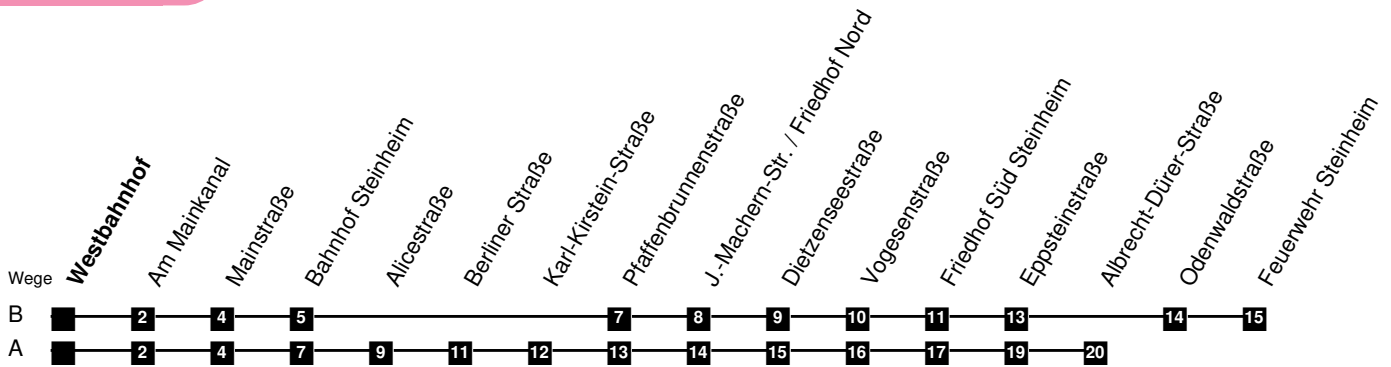 Westbahnhof
Am Mainkanal
Mainstraße
Bahnhof Steinheim
Alicestraße
Berliner Straße
Karl-Kirstein-Straße
Pfaffenbrunnenstraße
J.-Machern-Str. / Friedhof Nord
Dietzenseestraße
Vogesenstraße
Friedhof Süd Steinheim
Eppsteinstraße
Albrecht-Dürer-Straße
Odenwaldstraße
Feuerwehr Steinheim
Wege
B 2 4 5 7 8 9 10 11 13 14 15
A 2 4 7 9 11 12 13 14 15 16 17 19 20